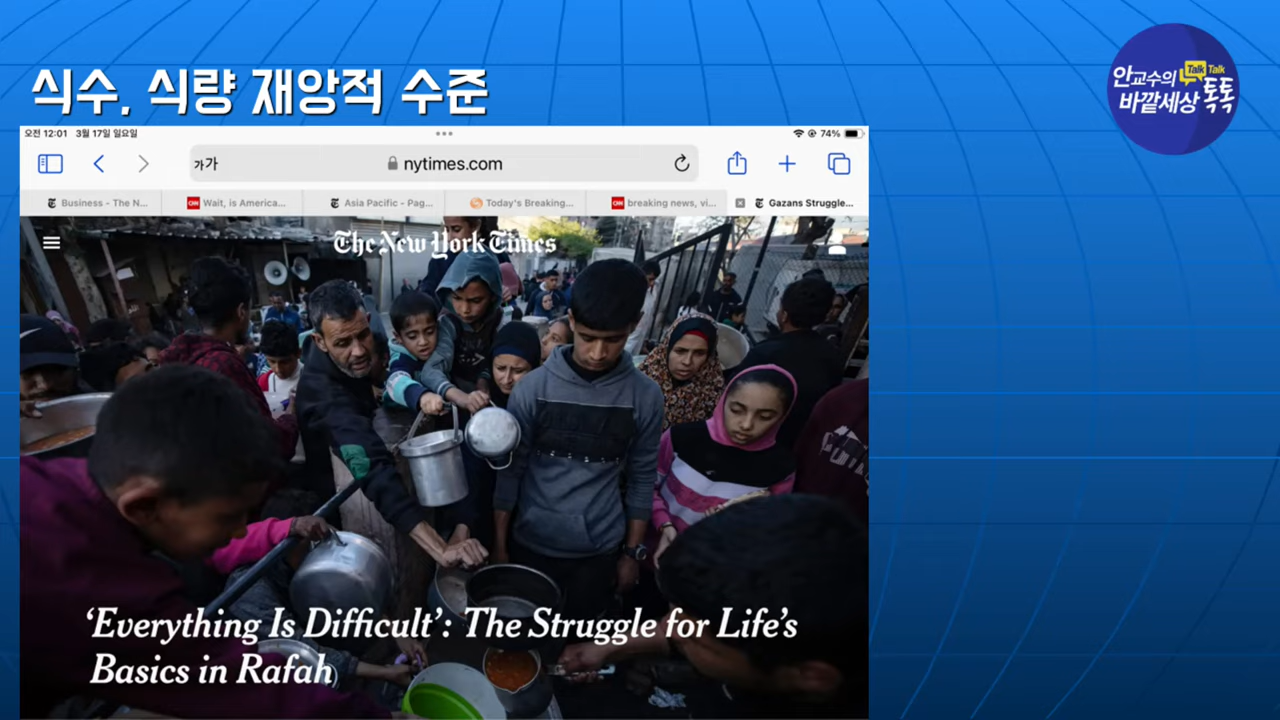 식수, 식량 재앙적 수준
안교수의 Talk Talk
바깥세상 톡톡
오전 12:01 3월 17일 일요일
74%
가가 nytimes.com
Business - The N...
Wait, is America...
Asia Pacific - Pag...
Today's Breaking...
breaking news, vi...
Gazans Struggle...
The New York Times
‘Everything Is Difficult’: The Struggle for Life’s
Basics in Rafah